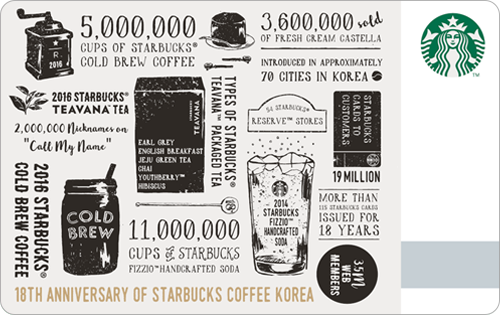 R
2016
5,000,000
CUPS OF STARBUCKS®
COLD BREW COFFEE
3,600,000 sold
OF FRESH CREAM CASTELLA
INTRODUCED IN APPROXIMATELY
70 CITIES IN KOREA
2016 STARBUCKS®
TEAVANA™ TEA
2,000,000 Nicknames on
"Call My Name"
TEAVANA
EARL GREY
ENGLISH BREAKFAST
JEJU GREEN TEA
CHAI
YOUTHBERRY™
HIBISCUS
TYPES OF STARBUCKS®
TEAVANA™ PACKAGED TEA
54 STARBUCKS®
RESERVE™ STORES
STARBUCKS
CARDS TO
CUSTOMERS
19 MILLION
2016 STARBUCKS®
COLD BREW COFFEE
COLD
BREW
11,000,000
CUPS OF STARBUCKS
FIZZIO™ HANDCRAFTED SODA
2014
STARBUCKS
FIZZIO™
HANDCRAFTED
SODA
MORE THAN
125 STARBUCKS CARDS
ISSUED FOR
18 YEARS
3.5M
WEB
MEMBERS
18TH ANNIVERSARY OF STARBUCKS COFFEE KOREA
TM